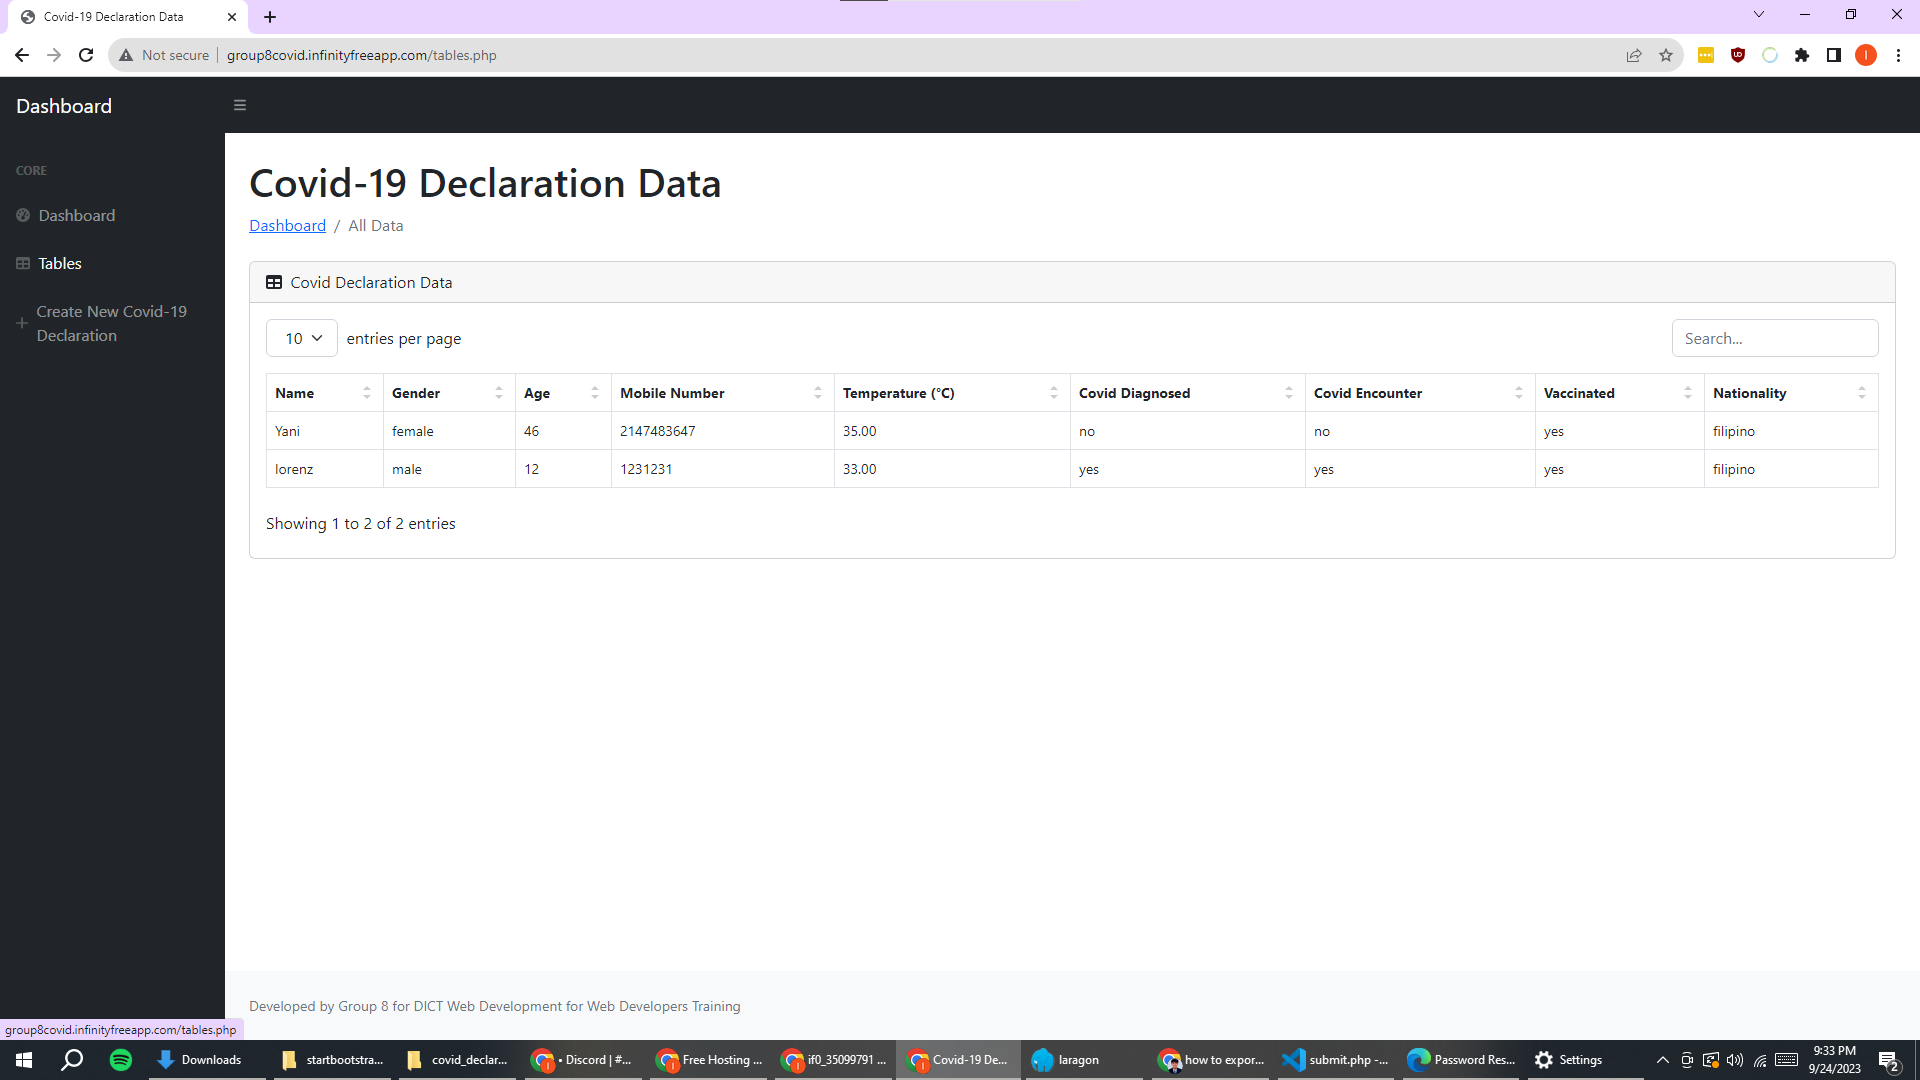 Covid-19 Declaration Data
Not secure
group8covid.infinityfreeapp.com/tables.php
Dashboard
CORE
Dashboard
Tables
Create New Covid-19
Declaration
Covid-19 Declaration Data
Dashboard / All Data
Covid Declaration Data
10 entries per page
Search...
Name Gender Age Mobile Number Temperature (°C) Covid Diagnosed Covid Encounter Vaccinated Nationality
Yani female 46 2147483647 35.00 no no yes filipino
lorenz male 12 1231231 33.00 yes yes yes filipino
Showing 1 to 2 of 2 entries
Developed by Group 8 for DICT Web Development for Web Developers Training
group8covid.infinityfreeapp.com/tables.php
Downloads
startbootstra...
covid_declar...
• Discord | #...
Free Hosting ...
if0_35099791 ...
Covid-19 De...
laragon
how to expor...
submit.php -...
Password Res...
Settings
9:33 PM
9/24/2023
2